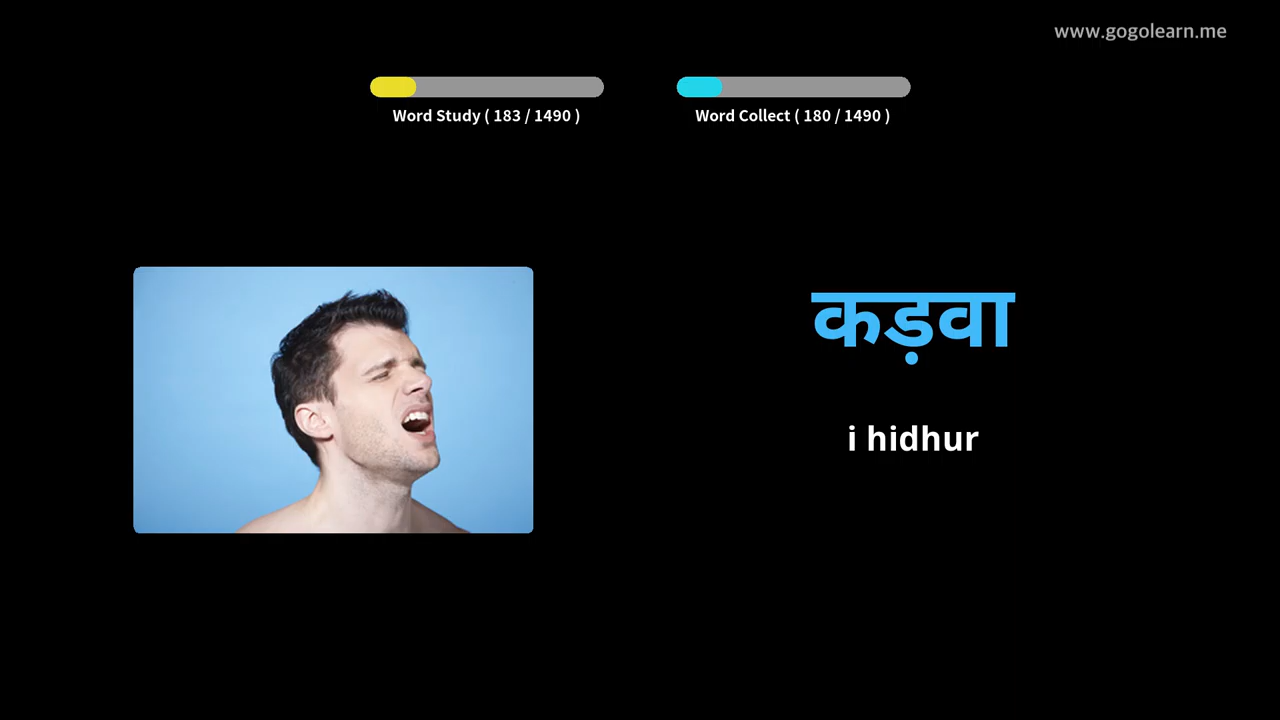 www.gogolearn.me
Word Study ( 183 / 1490 )
Word Collect ( 180 / 1490 )
कड़वा
i hidhur